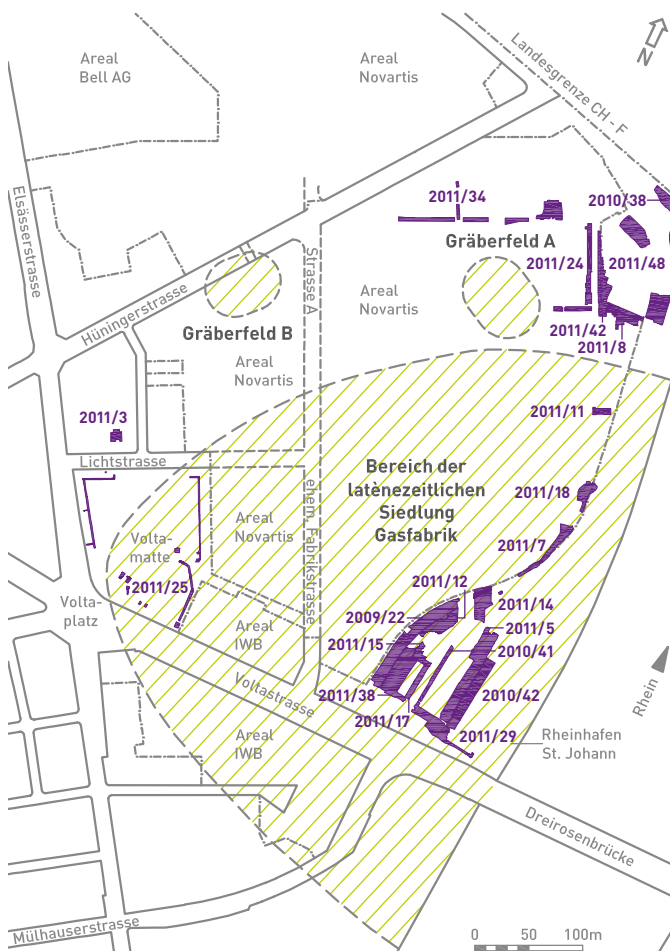 Areal
Bell AG
Areal
Novartis
Landesgrenze CH - F
N
Elsässerstrasse
2011/34
2010/38
Gräberfeld A
2011/24
2011/48
Strasse A
Hüningerstrasse
Areal
Novartis
Gräberfeld B
2011/42
2011/8
Areal
Novartis
2011/3
2011/11
Lichtstrasse
Bereich der
latènezeitlichen
Siedlung
Gasfabrik
ehem. Fabrikstrasse
2011/18
Areal
Novartis
Volta-
matte
2011/7
2011/25
2011/12
2011/14
Volta-
platz
2009/22
2011/5
Areal
IWB
2011/15
2010/41
Voltastrasse
2011/38
2010/42
2011/17
Rhein
2011/29
Areal
IWB
Rheinhafen
St. Johann
Dreirosenbrücke
Mülhauserstrasse
0 50 100m